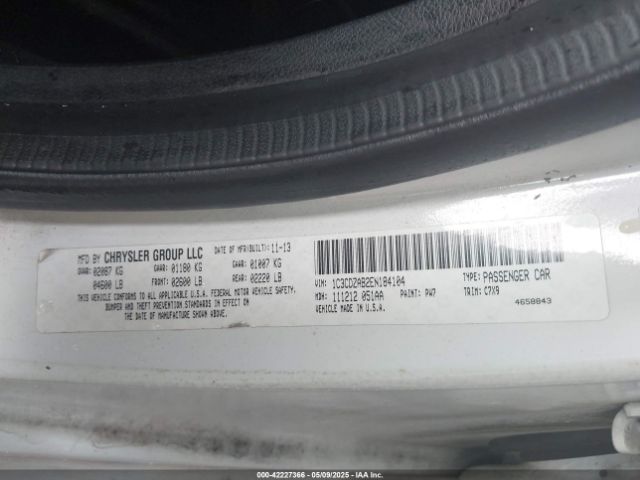 MFD BY CHRYSLER GROUP LLC DATE OF MFR(BUILT): 11-13
GVWR: 02087 KG GAWR: 01180 KG GAWR: 01007 KG
04600 LB FRONT: 02600 LB REAR: 02220 LB
THIS VEHICLE CONFORMS TO ALL APPLICABLE U.S.A. FEDERAL MOTOR VEHICLE SAFETY,
BUMPER AND THEFT PREVENTION STANDARDS IN EFFECT ON
THE DATE OF MANUFACTURE SHOWN ABOVE.
VIN: 1C3CDZAB2EN184104 TYPE: PASSENGER CAR
MDH: 111212 051AA PAINT: PW7 TRIM: C7X9
VEHICLE MADE IN U.S.A. 4658843
000-42227366 - 05/09/2025 - IAAI.COM